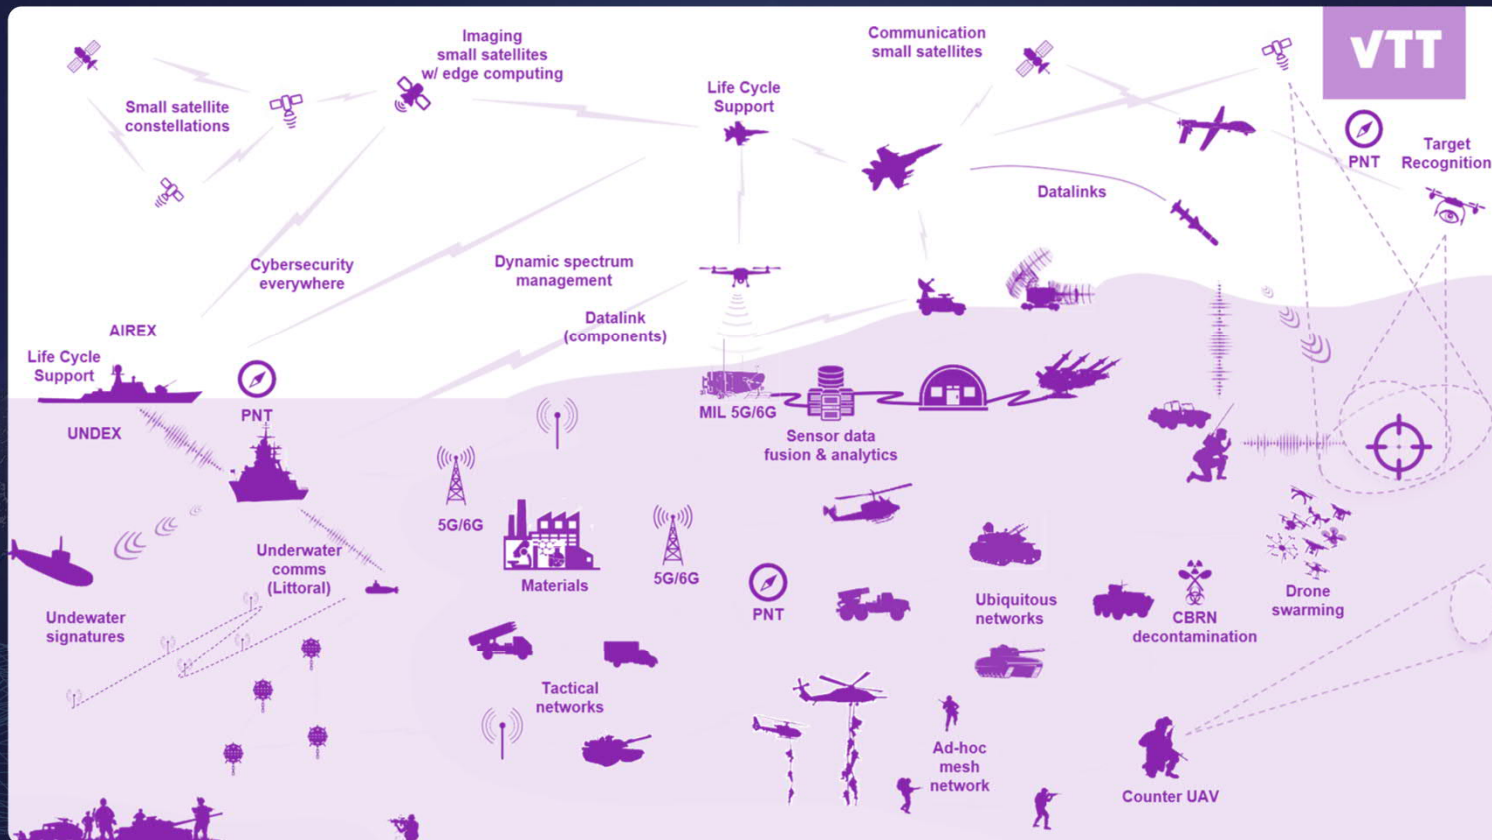 Imaging
small satellites
w/ edge computing
Communication
small satellites
VTT
Small satellite
constellations
Life Cycle
Support
PNT
Target
Recognition
Datalinks
Cybersecurity
everywhere
Dynamic spectrum
management
Datalink
(components)
AIREX
Life Cycle
Support
PNT
UNDEX
MIL 5G/6G
Sensor data
fusion & analytics
5G/6G
Underwater
comms
(Littoral)
Materials
5G/6G
PNT
Ubiquitous
networks
CBRN
decontamination
Drone
swarming
Undewater
signatures
Tactical
networks
Ad-hoc
mesh
network
Counter UAV